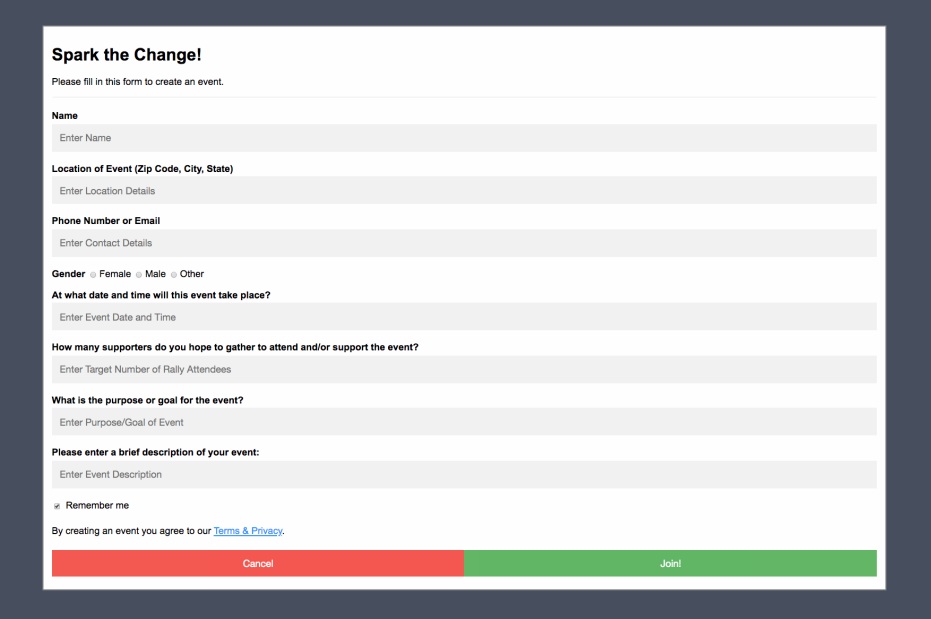 Spark the Change!
Please fill in this form to create an event.
Name
Enter Name
Location of Event (Zip Code, City, State)
Enter Location Details
Phone Number or Email
Enter Contact Details
Gender Female Male Other
At what date and time will this event take place?
Enter Event Date and Time
How many supporters do you hope to gather to attend and/or support the event?
Enter Target Number of Rally Attendees
What is the purpose or goal for the event?
Enter Purpose/Goal of Event
Please enter a brief description of your event:
Enter Event Description
Remember me
By creating an event you agree to our Terms & Privacy.
Cancel Join!